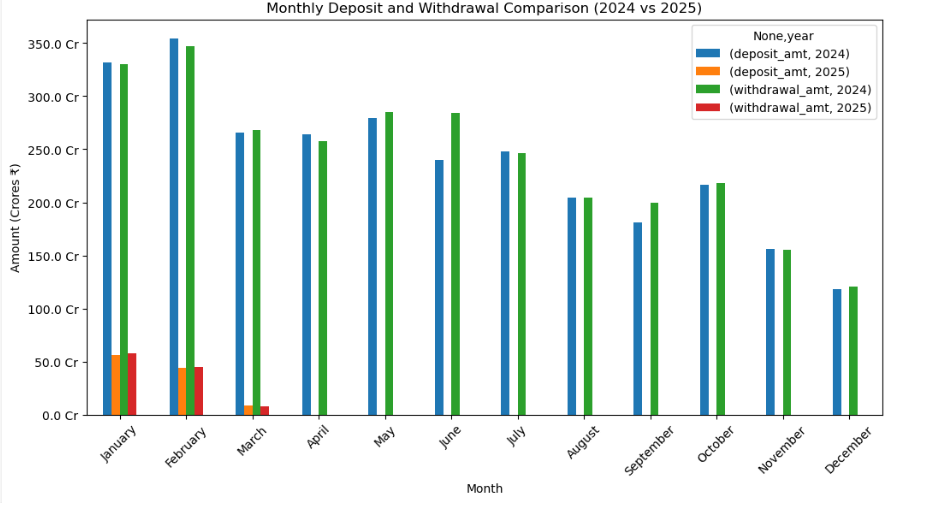 Monthly Deposit and Withdrawal Comparison (2024 vs 2025)
None,year
(deposit_amt, 2024)
(deposit_amt, 2025)
(withdrawal_amt, 2024)
(withdrawal_amt, 2025)
Amount (Crores ₹)
350.0 Cr
300.0 Cr
250.0 Cr
200.0 Cr
150.0 Cr
100.0 Cr
50.0 Cr
0.0 Cr
January
February
March
April
May
June
July
August
September
October
November
December
Month